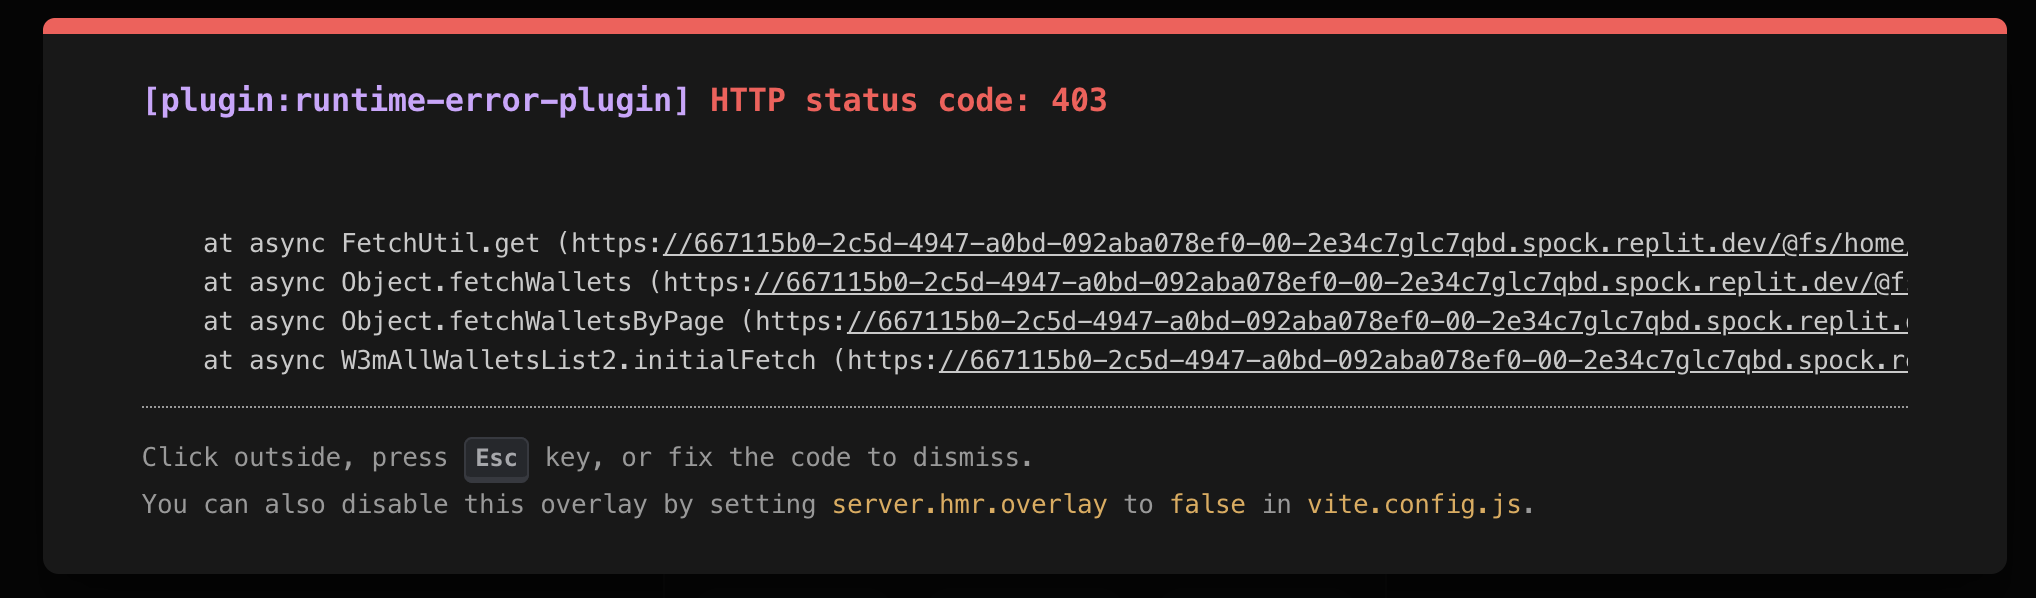 [plugin:runtime-error-plugin] HTTP status code: 403
at async FetchUtil.get (https://667115b0-2c5d-4947-a0bd-092aba078ef0-00-2e34c7glc7qbd.spock.replit.dev/@fs/home/
at async Object.fetchWallets (https://667115b0-2c5d-4947-a0bd-092aba078ef0-00-2e34c7glc7qbd.spock.replit.dev/@f
at async Object.fetchWalletsByPage (https://667115b0-2c5d-4947-a0bd-092aba078ef0-00-2e34c7glc7qbd.spock.replit.
at async W3mAllWalletsList2.initialFetch (https://667115b0-2c5d-4947-a0bd-092aba078ef0-00-2e34c7glc7qbd.spock.r
Click outside, press Esc key, or fix the code to dismiss.
You can also disable this overlay by setting server.hmr.overlay to false in vite.config.js.